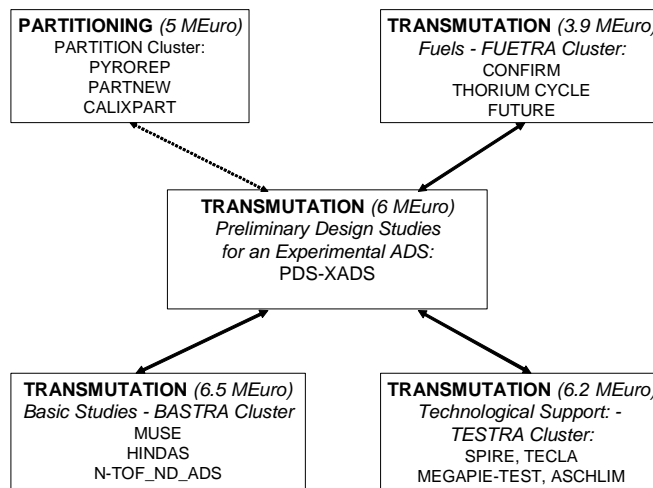 PARTITIONING (5 MEuro)
PARTITION Cluster:
PYROREP
PARTNEW
CALIXPART
TRANSMUTATION (3.9 MEuro)
Fuels - FUETRA Cluster:
CONFIRM
THORIUM CYCLE
FUTURE
TRANSMUTATION (6 MEuro)
Preliminary Design Studies
for an Experimental ADS:
PDS-XADS
TRANSMUTATION (6.5 MEuro)
Basic Studies - BASTRA Cluster
MUSE
HINDAS
N-TOF_ND_ADS
TRANSMUTATION (6.2 MEuro)
Technological Support: -
TESTRA Cluster:
SPIRE, TECLA
MEGAPIE-TEST, ASCHLIM